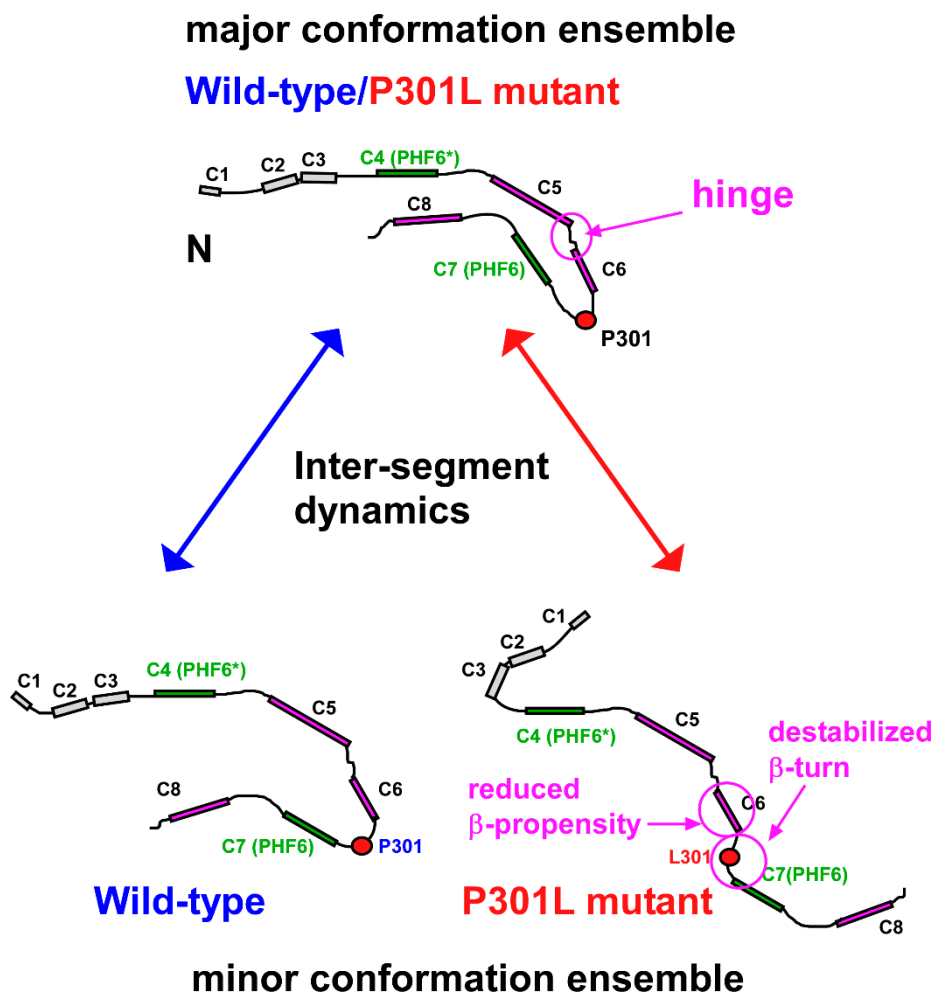 major conformation ensemble
Wild-type/P301L mutant
C1
C2
C3
C4 (PHF6*)
C5
C8
hinge
N
C7 (PHF6)
C6
P301
Inter-segment
dynamics
C1
C2
C3
C4 (PHF6*)
C5
C8
C6
C7 (PHF6)
P301
Wild-type
C1
C2
C3
C4 (PHF6*)
C5
destabilized
β-turn
reduced
β-propensity
C6
L301
C7(PHF6)
C8
P301L mutant
minor conformation ensemble